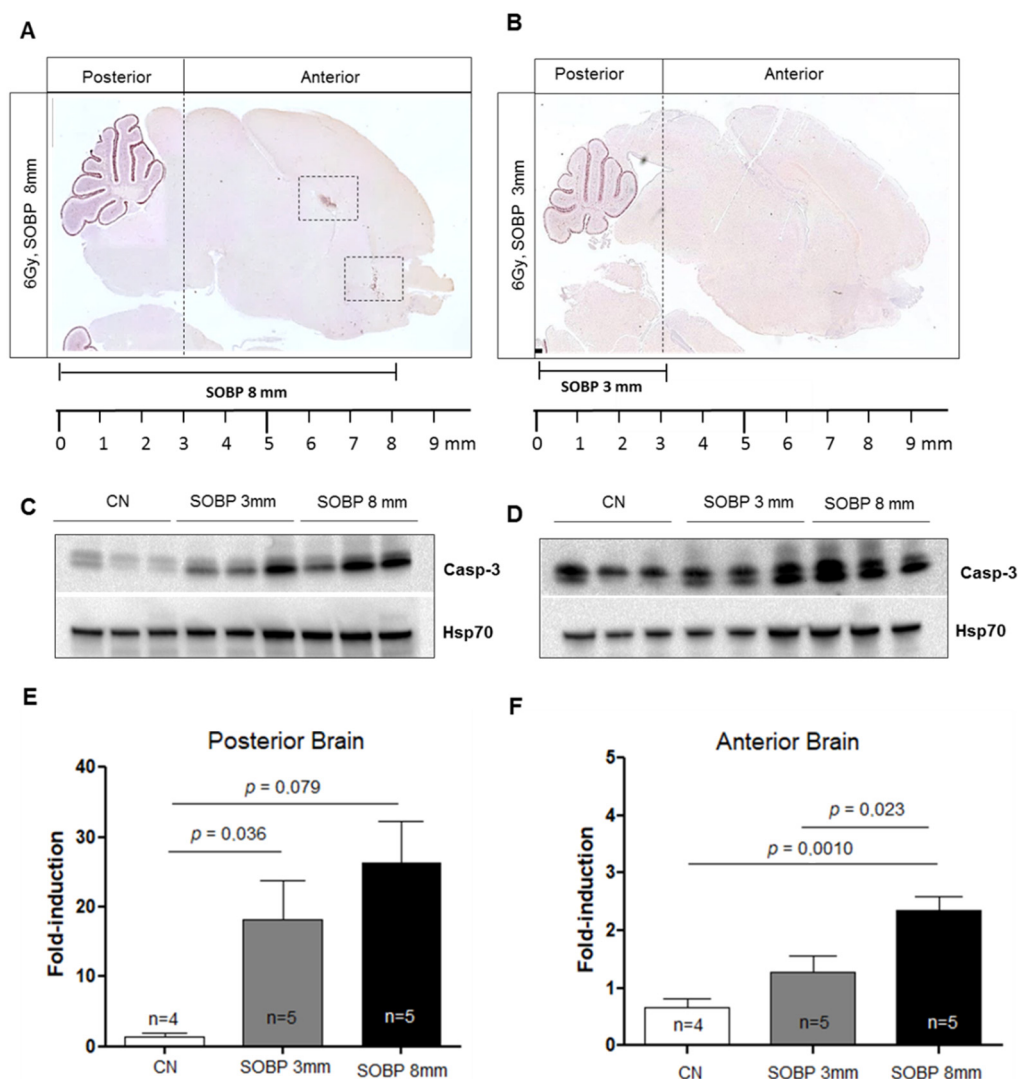 A
Posterior Anterior
6Gy, SOBP 8mm
SOBP 8 mm
0 1 2 3 4 5 6 7 8 9 mm
B
Posterior Anterior
6Gy, SOBP 3mm
SOBP 3 mm
0 1 2 3 4 5 6 7 8 9 mm
C
CN SOBP 3mm SOBP 8 mm
Casp-3
Hsp70
D
CN SOBP 3 mm SOBP 8 mm
Casp-3
Hsp70
E
Posterior Brain
Fold-induction
40
30
20
10
0
p = 0.079
p = 0.036
n=4 n=5 n=5
CN SOBP 3mm SOBP 8mm
F
Anterior Brain
Fold-induction
5
4
3
2
1
0
p = 0.023
p = 0.0010
n=4 n=5 n=5
CN SOBP 3mm SOBP 8mm